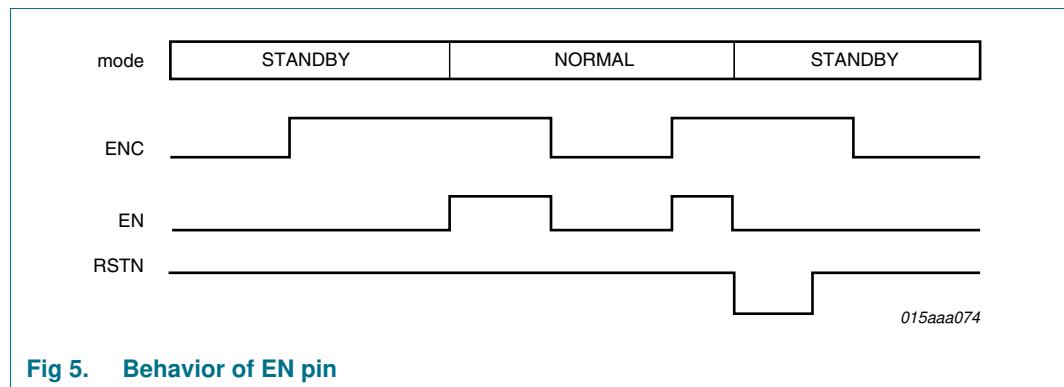 mode STANDBY NORMAL STANDBY
ENC
EN
RSTN
015aaa074
Fig 5. Behavior of EN pin